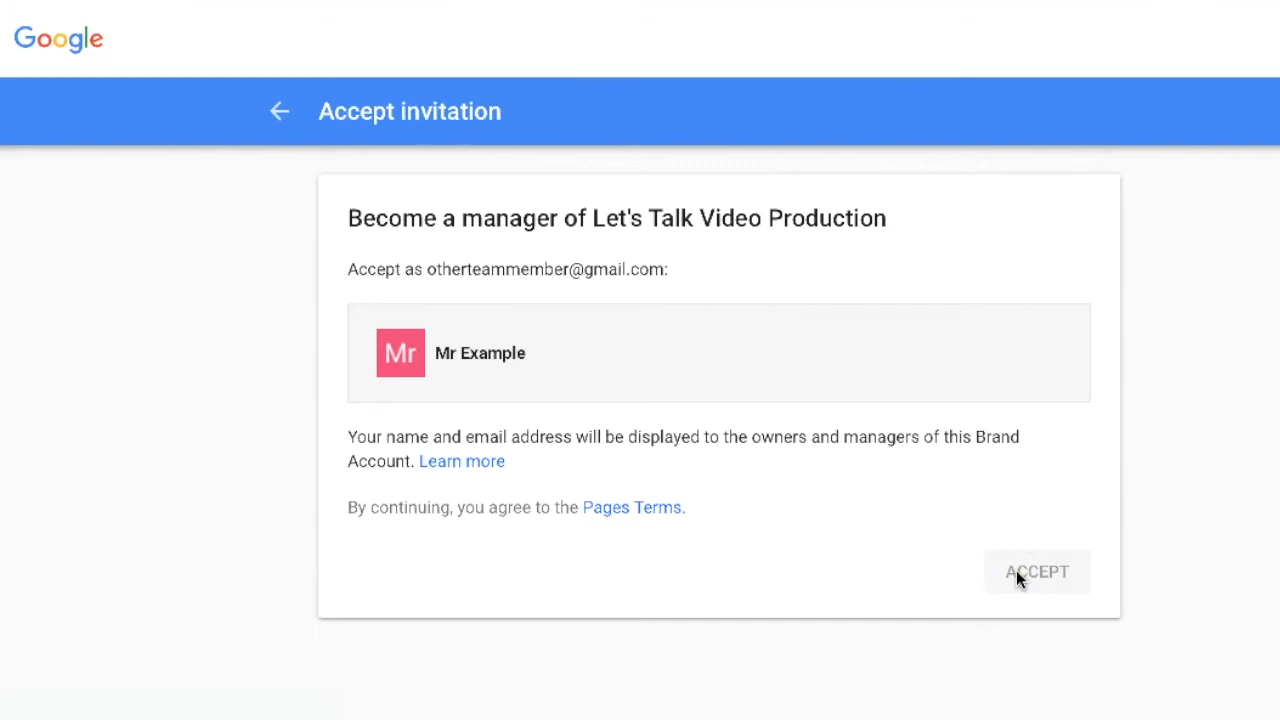 Google
Accept invitation
Become a manager of Let's Talk Video Production
Accept as otherteammember@gmail.com:
Mr
Mr Example
Your name and email address will be displayed to the owners and managers of this Brand
Account. Learn more
By continuing, you agree to the Pages Terms.
ACCEPT